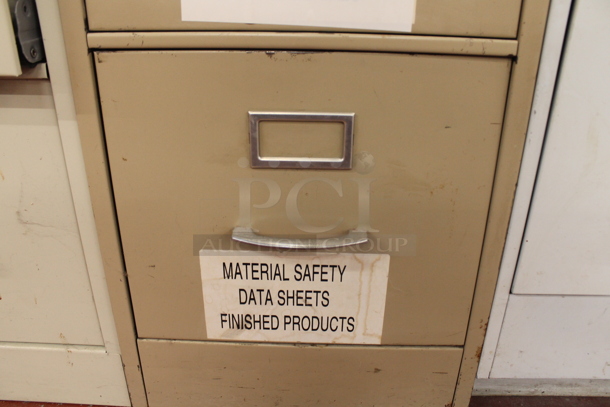 PCI
AUCTION GROUP
MATERIAL SAFETY
DATA SHEETS
FINISHED PRODUCTS